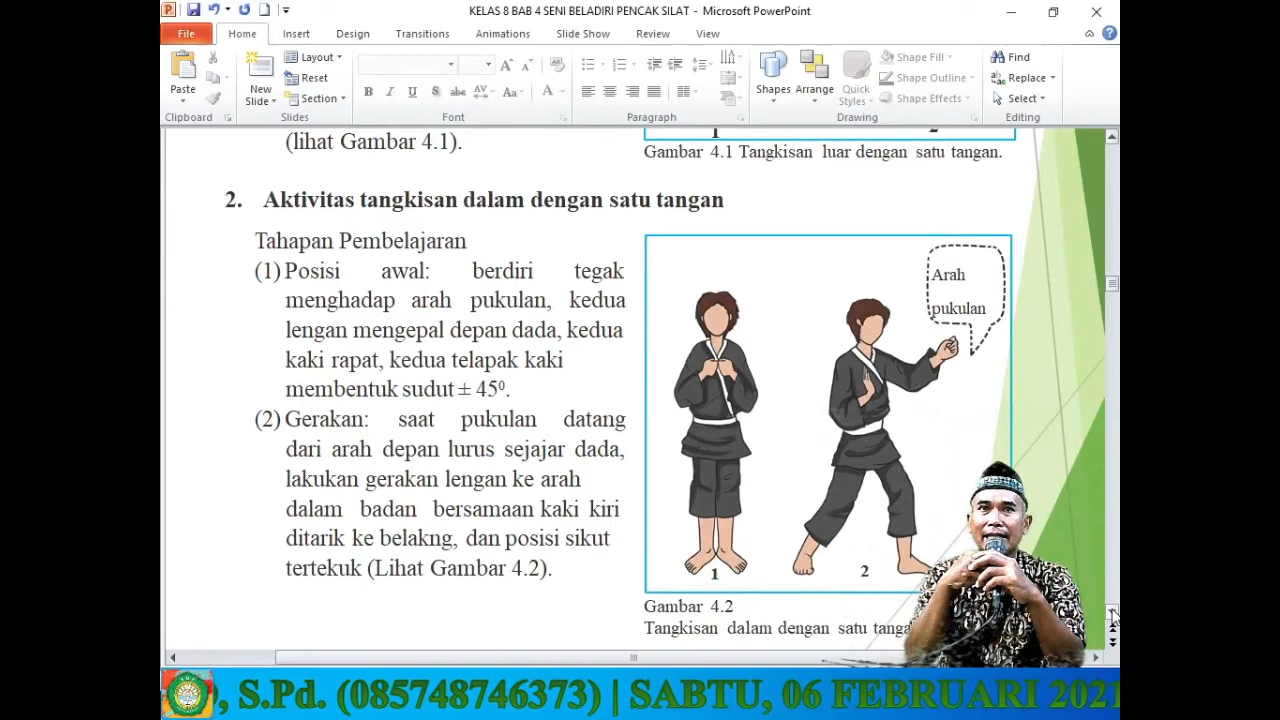 KELAS 8 BAB 4 SENI BELADIRI PENCAK SILAT - Microsoft PowerPoint
File Home Insert Design Transitions Animations Slide Show Review View
Paste
New Slide
Layout
Reset
Section
B I U S abc AV Aa A
Shapes
Arrange
Quick Styles
Shape Fill
Shape Outline
Shape Effects
Find
Replace
Select
Clipboard Slides Font Paragraph Drawing Editing
(lihat Gambar 4.1).
Gambar 4.1 Tangkisan luar dengan satu tangan.
2. Aktivitas tangkisan dalam dengan satu tangan
Tahapan Pembelajaran
(1) Posisi awal: berdiri tegak
menghadap arah pukulan, kedua
lengan mengepal depan dada, kedua
kaki rapat, kedua telapak kaki
membentuk sudut ± 45⁰.
(2) Gerakan: saat pukulan datang
dari arah depan lurus sejajar dada,
lakukan gerakan lengan ke arah
dalam badan bersamaan kaki kiri
ditarik ke belakng, dan posisi sikut
tertekuk (Lihat Gambar 4.2).
Arah
pukulan
1
2
Gambar 4.2
Tangkisan dalam dengan satu
, S.Pd. (085748746373) | SABTU, 06 FEBRUARI 2021